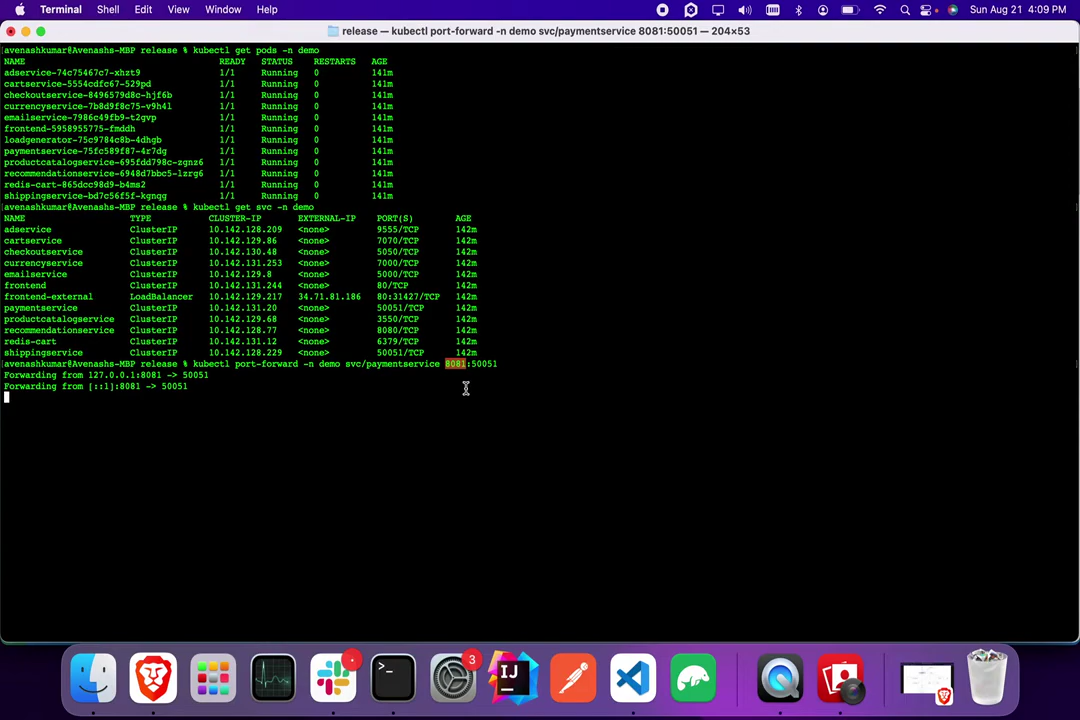 Terminal Shell Edit View Window Help Sun Aug 21 4:09 PM
release — kubectl port-forward -n demo svc/paymentservice 8081:50051 — 204×53
avenashkumar@Avenashs-MBP release % kubectl get pods -n demo
NAME READY STATUS RESTARTS AGE
adservice-74c75467c7-xhzt9 1/1 Running 0 141m
cartservice-5554cdfc67-529pd 1/1 Running 0 141m
checkoutservice-8496579d8c-hjf6b 1/1 Running 0 141m
currencyservice-7b8d9f8c75-v9h4l 1/1 Running 0 141m
emailservice-7986c49fb9-t2gvp 1/1 Running 0 141m
frontend-5958955775-fmddh 1/1 Running 0 141m
loadgenerator-75c9784c8b-4dhgb 1/1 Running 0 141m
paymentservice-75fc589f87-4r7dg 1/1 Running 0 141m
productcatalogservice-695fdd798c-zgnz6 1/1 Running 0 141m
recommendationservice-6948d7bbc5-lzrg6 1/1 Running 0 141m
redis-cart-865dcc98d9-b4ms2 1/1 Running 0 141m
shippingservice-bd7c56f5f-kgnqg 1/1 Running 0 141m
avenashkumar@Avenashs-MBP release % kubectl get svc -n demo
NAME TYPE CLUSTER-IP EXTERNAL-IP PORT(S) AGE
adservice ClusterIP 10.142.128.209 <none> 9555/TCP 142m
cartservice ClusterIP 10.142.129.86 <none> 7070/TCP 142m
checkoutservice ClusterIP 10.142.130.48 <none> 5050/TCP 142m
currencyservice ClusterIP 10.142.131.253 <none> 7000/TCP 142m
emailservice ClusterIP 10.142.129.8 <none> 5000/TCP 142m
frontend ClusterIP 10.142.131.244 <none> 80/TCP 142m
frontend-external LoadBalancer 10.142.129.217 34.71.81.186 80:31427/TCP 142m
paymentservice ClusterIP 10.142.131.20 <none> 50051/TCP 142m
productcatalogservice ClusterIP 10.142.129.68 <none> 3550/TCP 142m
recommendationservice ClusterIP 10.142.128.77 <none> 8080/TCP 142m
redis-cart ClusterIP 10.142.131.12 <none> 6379/TCP 142m
shippingservice ClusterIP 10.142.128.229 <none> 50051/TCP 142m
avenashkumar@Avenashs-MBP release % kubectl port-forward -n demo svc/paymentservice 8081:50051
Forwarding from 127.0.0.1:8081 -> 50051
Forwarding from [::1]:8081 -> 50051
3
>_
IJ